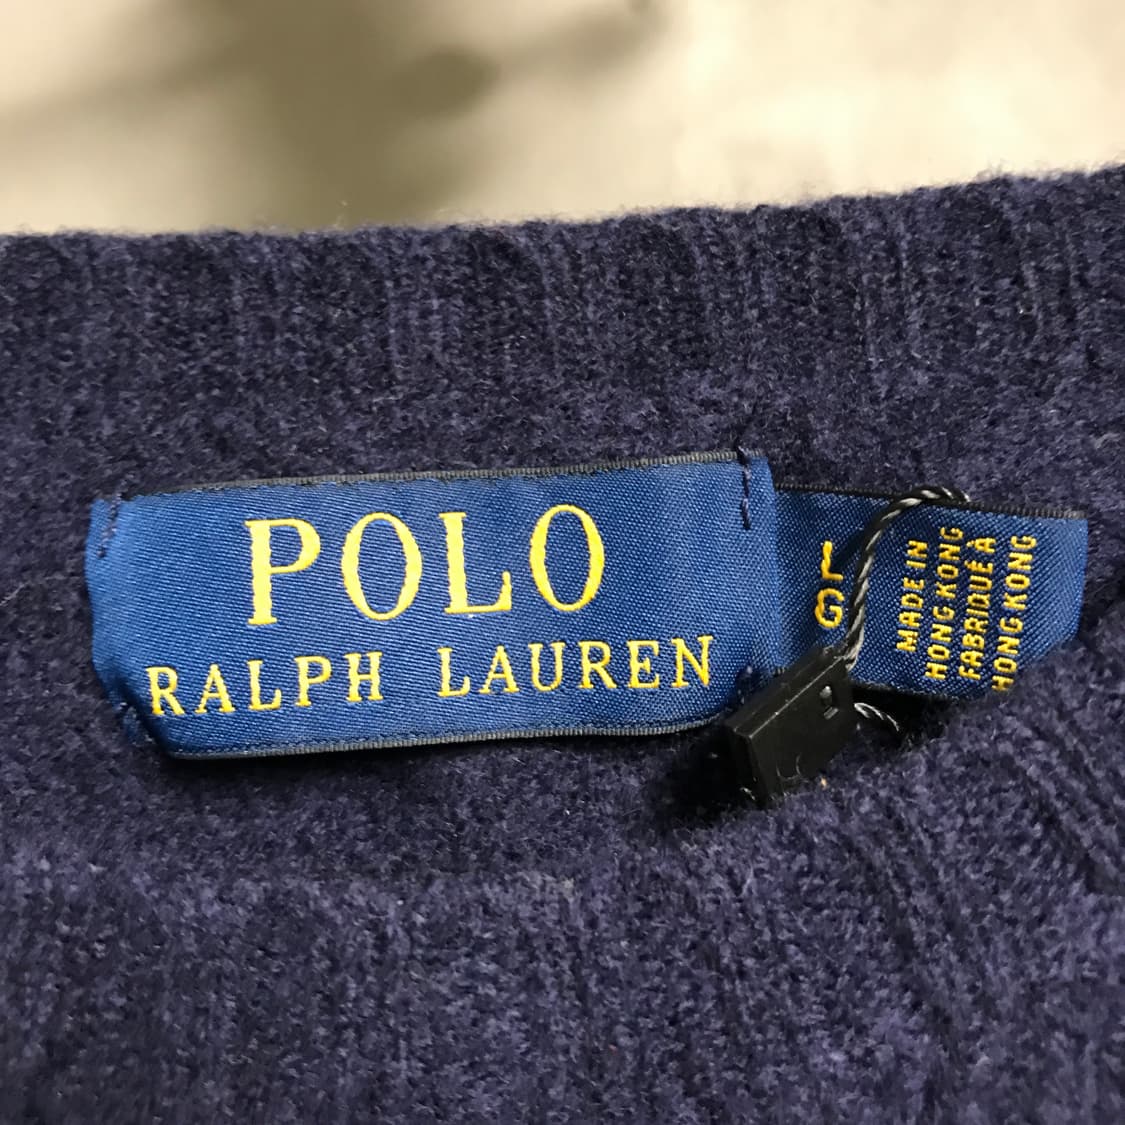 POLO
RALPH LAUREN
L
G
MADE IN
HONG KONG
FABRIQUÉ À
HONG KONG